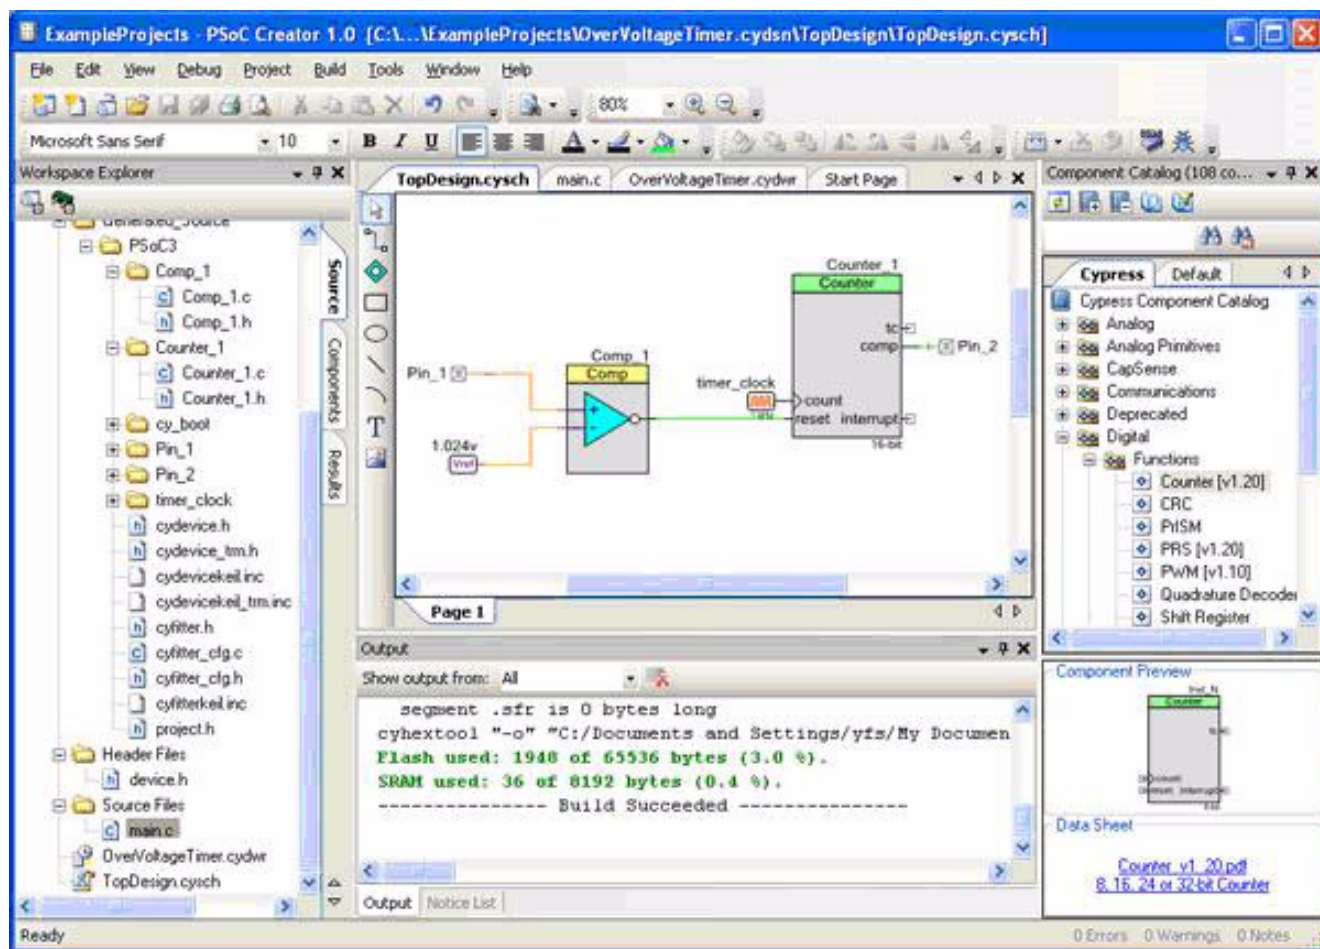 ExampleProjects - PSoC Creator 1.0 [C:\...\ExampleProjects\OverVoltageTimer.cydsn\TopDesign\TopDesign.cysch]
File Edit View Debug Project Build Tools Window Help
80%
Microsoft Sans Serif 10 B I U A
Workspace Explorer
Generated_Source
PSoC3
Comp_1
Comp_1.c
Comp_1.h
Counter_1
Counter_1.c
Counter_1.h
cy_boot
Pin_1
Pin_2
timer_clock
cydevice.h
cydevice_trm.h
cydevicekeil.inc
cydevicekeil_trm.inc
cyfitter.h
cyfitter_cfg.c
cyfitter_cfg.h
cyfitterkeil.inc
project.h
Header Files
device.h
Source Files
main.c
OverVoltageTimer.cydwr
TopDesign.cysch
Source
Components
Results
TopDesign.cysch main.c OverVoltageTimer.cydwr Start Page
T
Counter_1
Counter
tc
comp
Pin_2
Comp_1
Comp
Pin_1
timer_clock
count
reset interrupt
16-bit
1.024v
Vref
Page 1
Output
Show output from: All
segment .sfr is 0 bytes long
cyhextool "-o" "C:/Documents and Settings/yfs/My Documen
Flash used: 1948 of 65536 bytes (3.0 %).
SRAM used: 36 of 8192 bytes (0.4 %).
--------------- Build Succeeded ---------------
Output Notice List
Component Catalog (108 co...
Cypress Default
Cypress Component Catalog
Analog
Analog Primitives
CapSense
Communications
Deprecated
Digital
Functions
Counter [v1.20]
CRC
PrISM
PRS [v1.20]
PWM [v1.10]
Quadrature Decoder
Shift Register
Component Preview
Inst_N
Counter
count
interrupt
Data Sheet
Counter_v1_20.pdf
8, 16, 24 or 32-bit Counter
Ready
0 Errors 0 Warnings 0 Notes